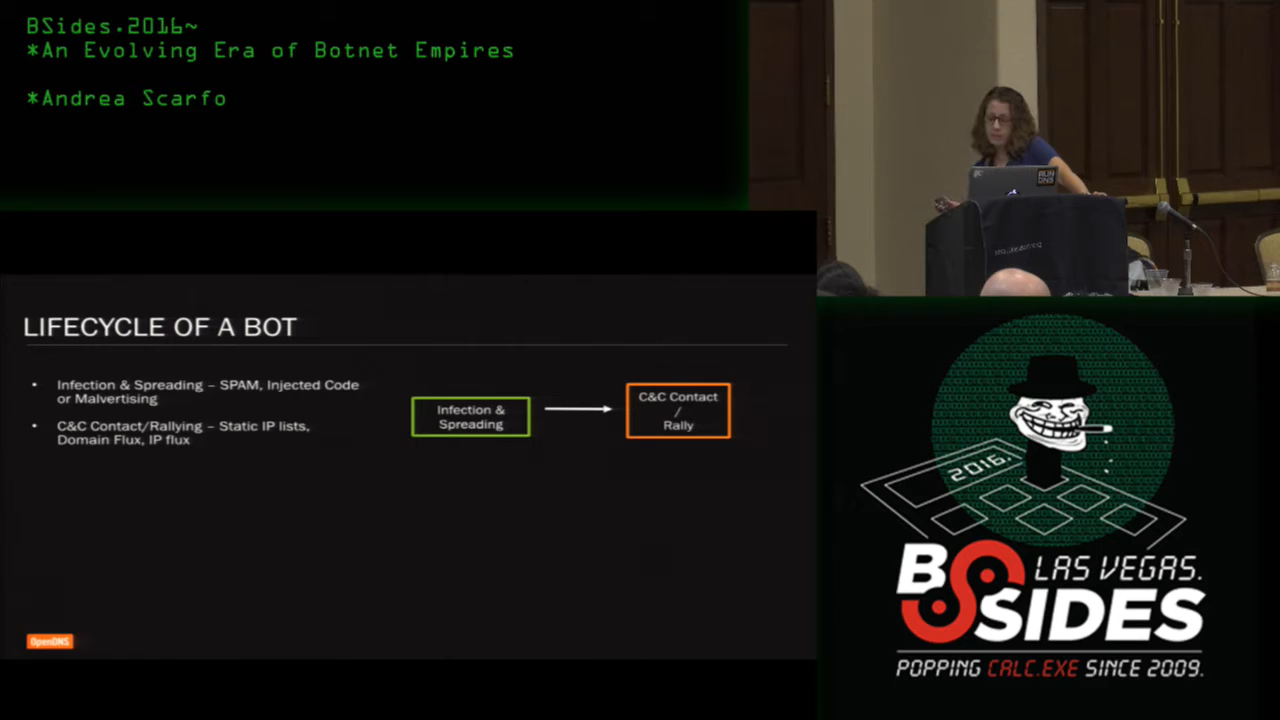 BSides.2016~
*An Evolving Era of Botnet Empires
*Andrea Scarfo
RUN
DNS
LIFECYCLE OF A BOT
• Infection & Spreading – SPAM, Injected Code
or Malvertising
• C&C Contact/Rallying – Static IP lists,
Domain Flux, IP flux
Infection &
Spreading
C&C Contact
/
Rally
OpenDNS
2016.
BSIDES
LAS VEGAS.
POPPING CALC.EXE SINCE 2009.